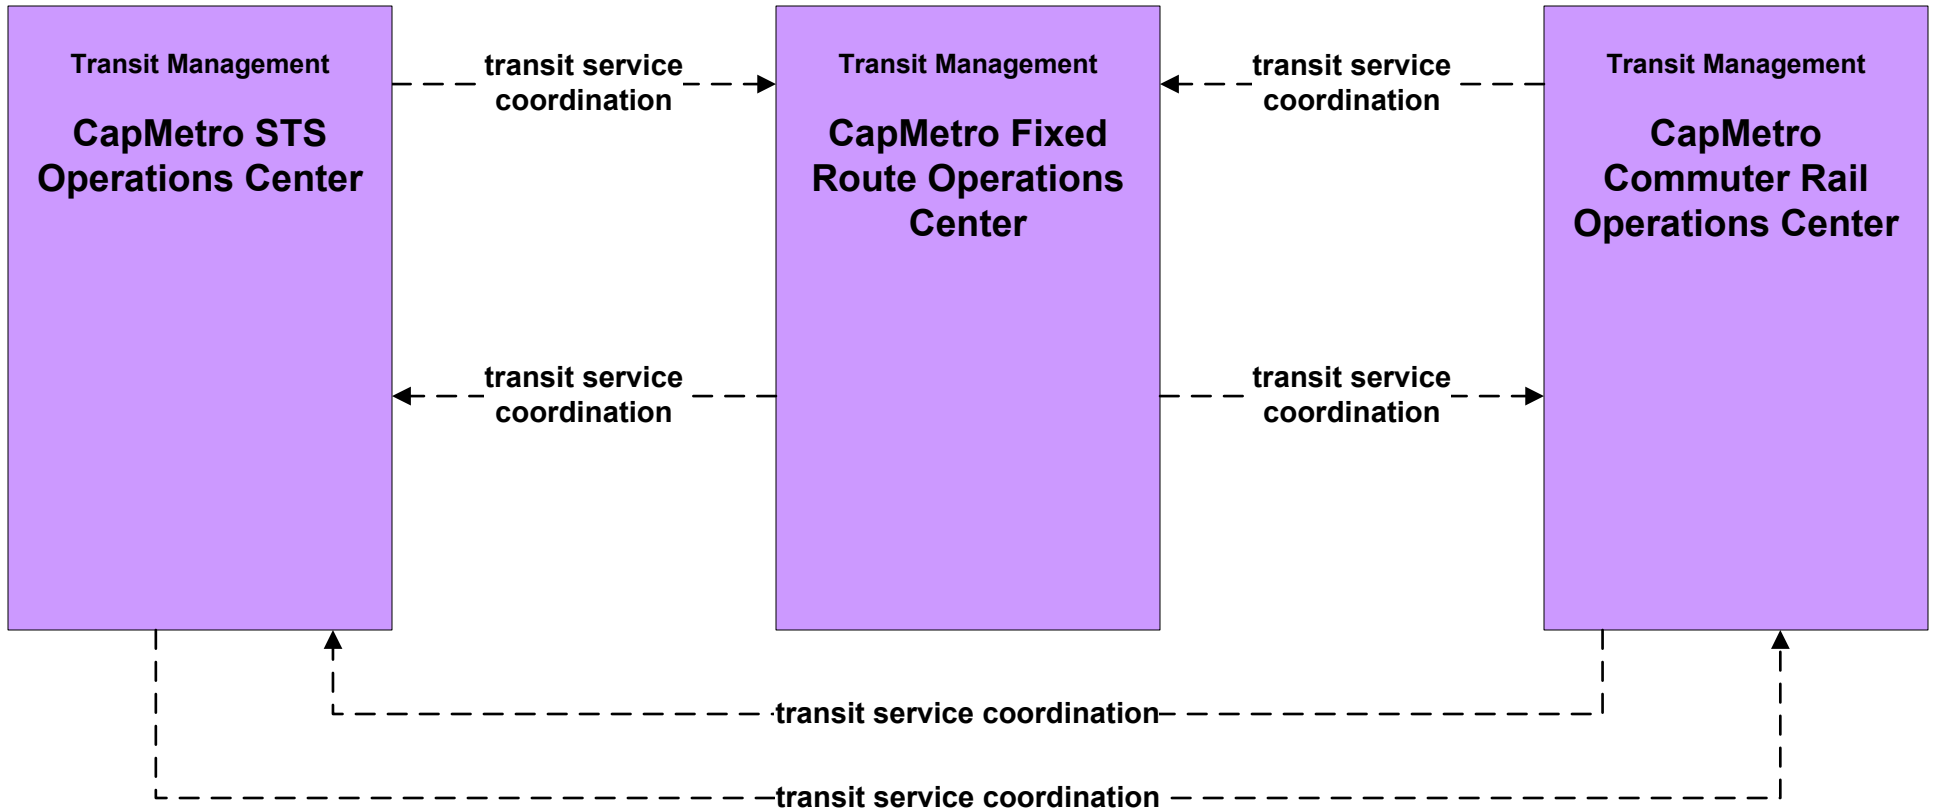 Transit Management
CapMetro STS
Operations Center
transit service
coordination
transit service
coordination
Transit Management
CapMetro Fixed
Route Operations
Center
transit service
coordination
transit service
coordination
Transit Management
CapMetro
Commuter Rail
Operations Center
transit service coordination
transit service coordination